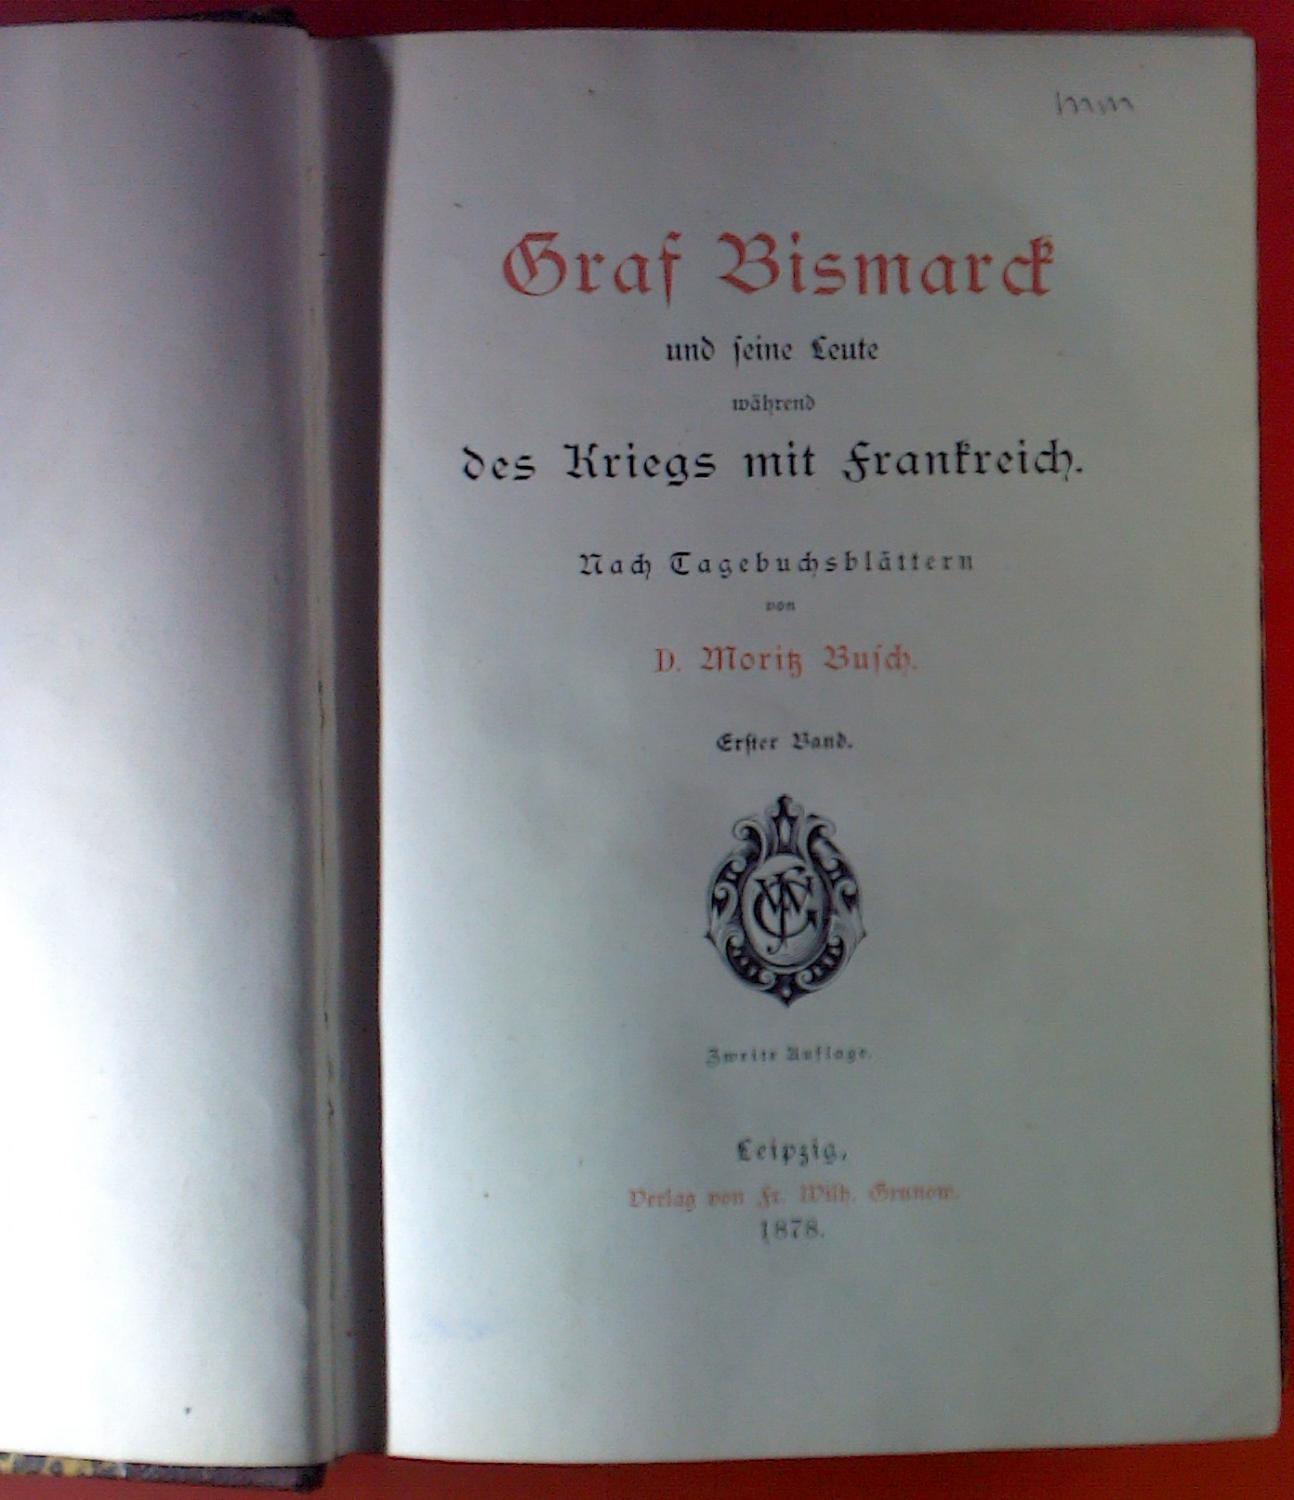 Graf Bismarck
und ſeine Leute
während
des Kriegs mit Frankreich.
Nach Tagebuchsblättern
von
D. Moritz Buſch.
Erſter Band.
Zweite Auflage.
Leipzig,
Verlag von Fr. Wilh. Grunow.
1878.